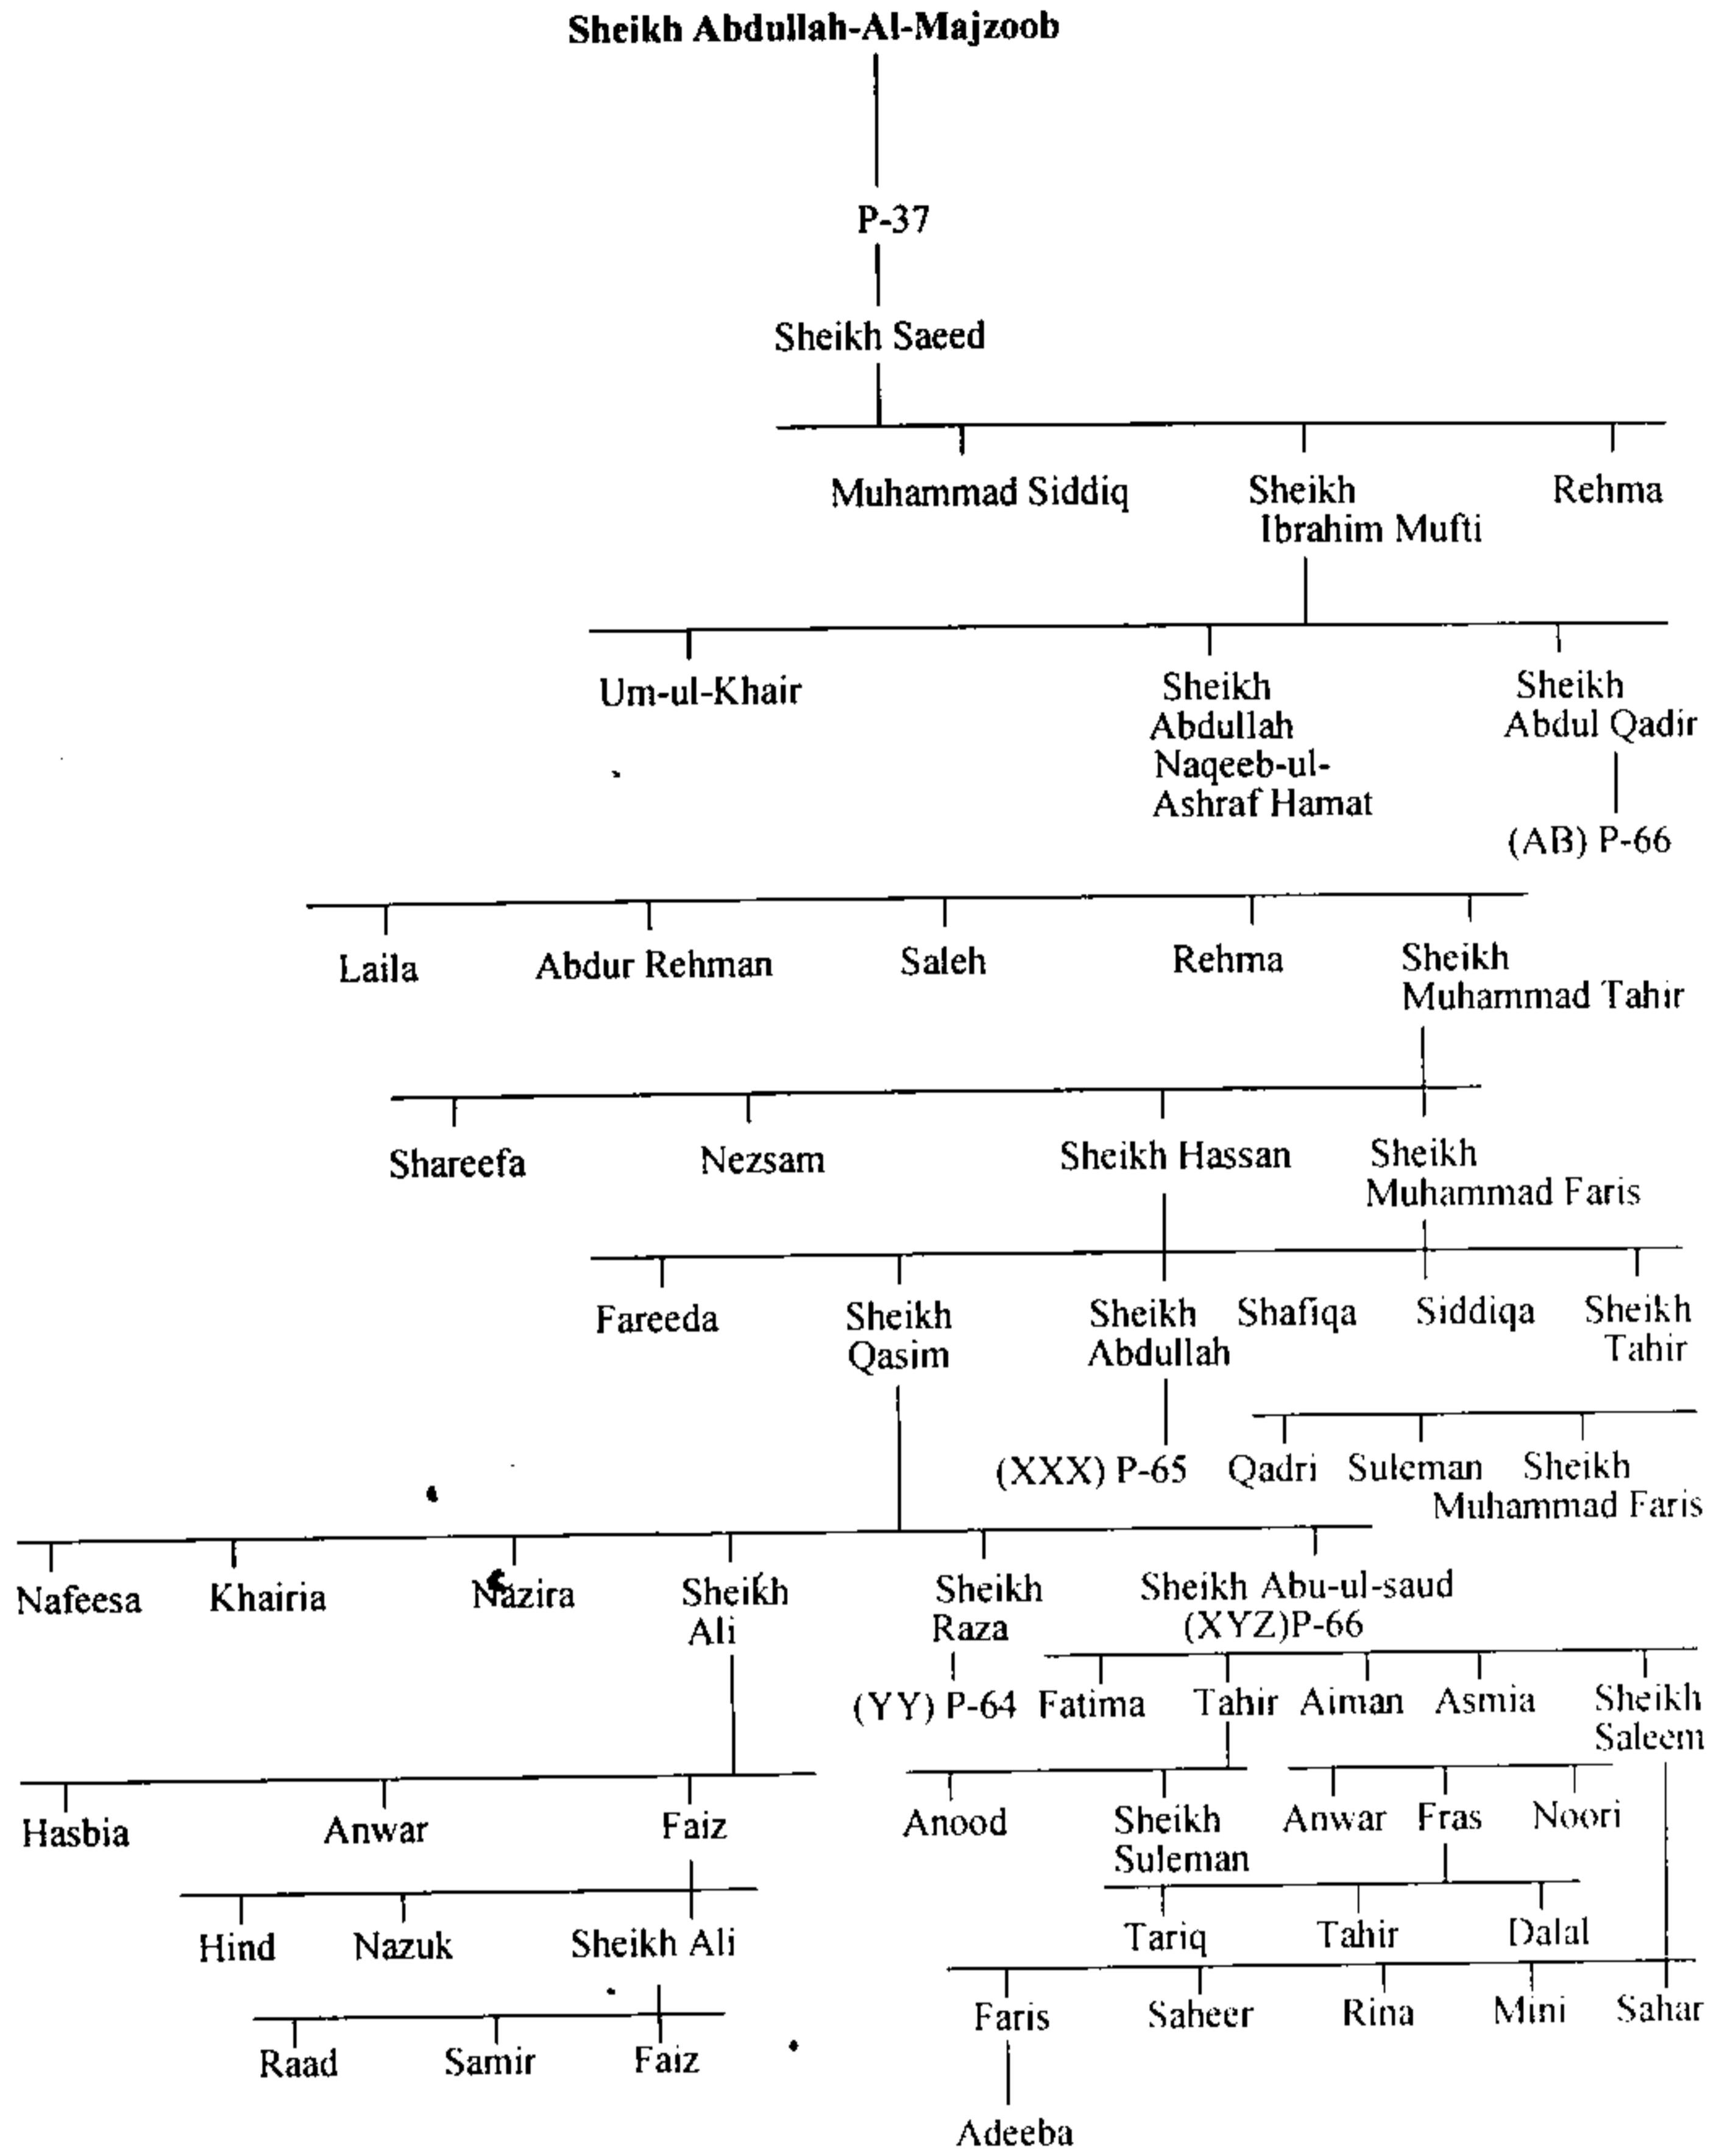 Sheikh Abdullah-Al-Majzoob
P-37
Sheikh Saeed
Muhammad Siddiq
Sheikh
Ibrahim Mufti
Rehma
Um-ul-Khair
Sheikh
Abdullah
Naqeeb-ul-
Ashraf Hamat
Sheikh
Abdul Qadir
(AB) P-66
Laila
Abdur Rehman
Saleh
Rehma
Sheikh
Muhammad Tahir
Shareefa
Nezsam
Sheikh Hassan
Sheikh
Muhammad Faris
Fareeda
Sheikh
Qasim
Sheikh
Abdullah
Shafiqa
Siddiqa
Sheikh
Tahir
(XXX) P-65
Qadri
Suleman
Sheikh
Muhammad Faris
Nafeesa
Khairia
Nazira
Sheikh
Ali
Sheikh
Raza
Sheikh Abu-ul-saud
(XYZ)P-66
(YY) P-64
Fatima
Tahir
Aiman
Asmia
Sheikh
Saleem
Hasbia
Anwar
Faiz
Anood
Sheikh
Suleman
Anwar
Fras
Noori
Hind
Nazuk
Sheikh Ali
Tariq
Tahir
Dalal
Raad
Samir
Faiz
Faris
Saheer
Rina
Mini
Sahar
Adeeba